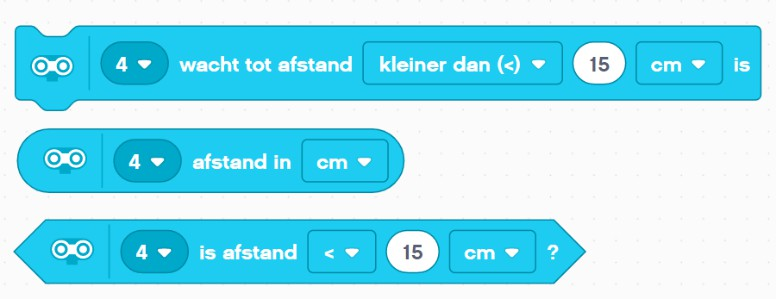 4 wacht tot afstand kleiner dan (<) 15 cm is
4 afstand in cm
4 is afstand < 15 cm ?